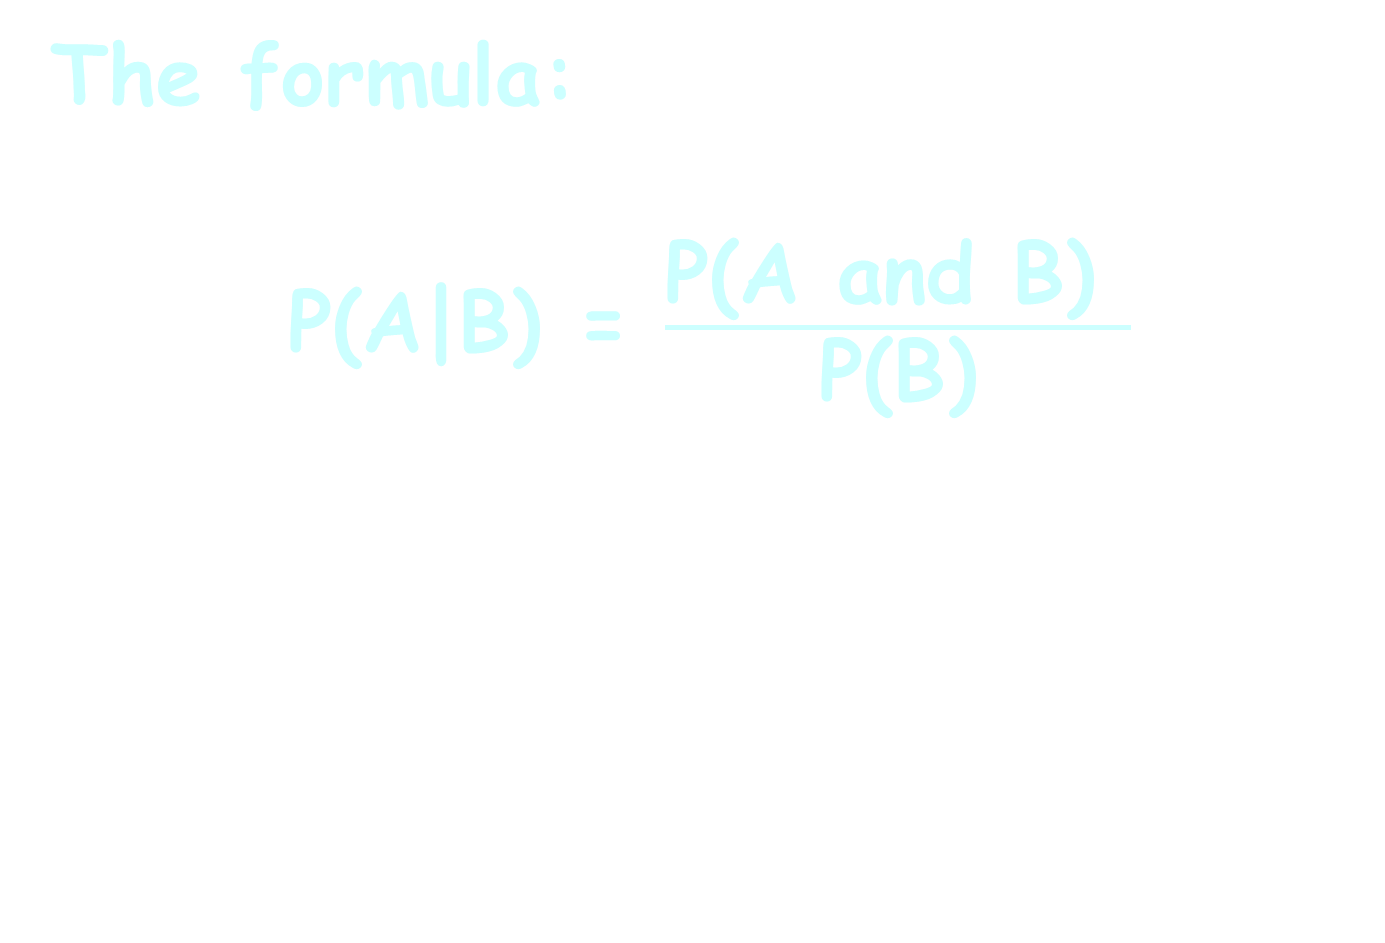 The formula:
P(A|B) = P(A and B)
P(B)